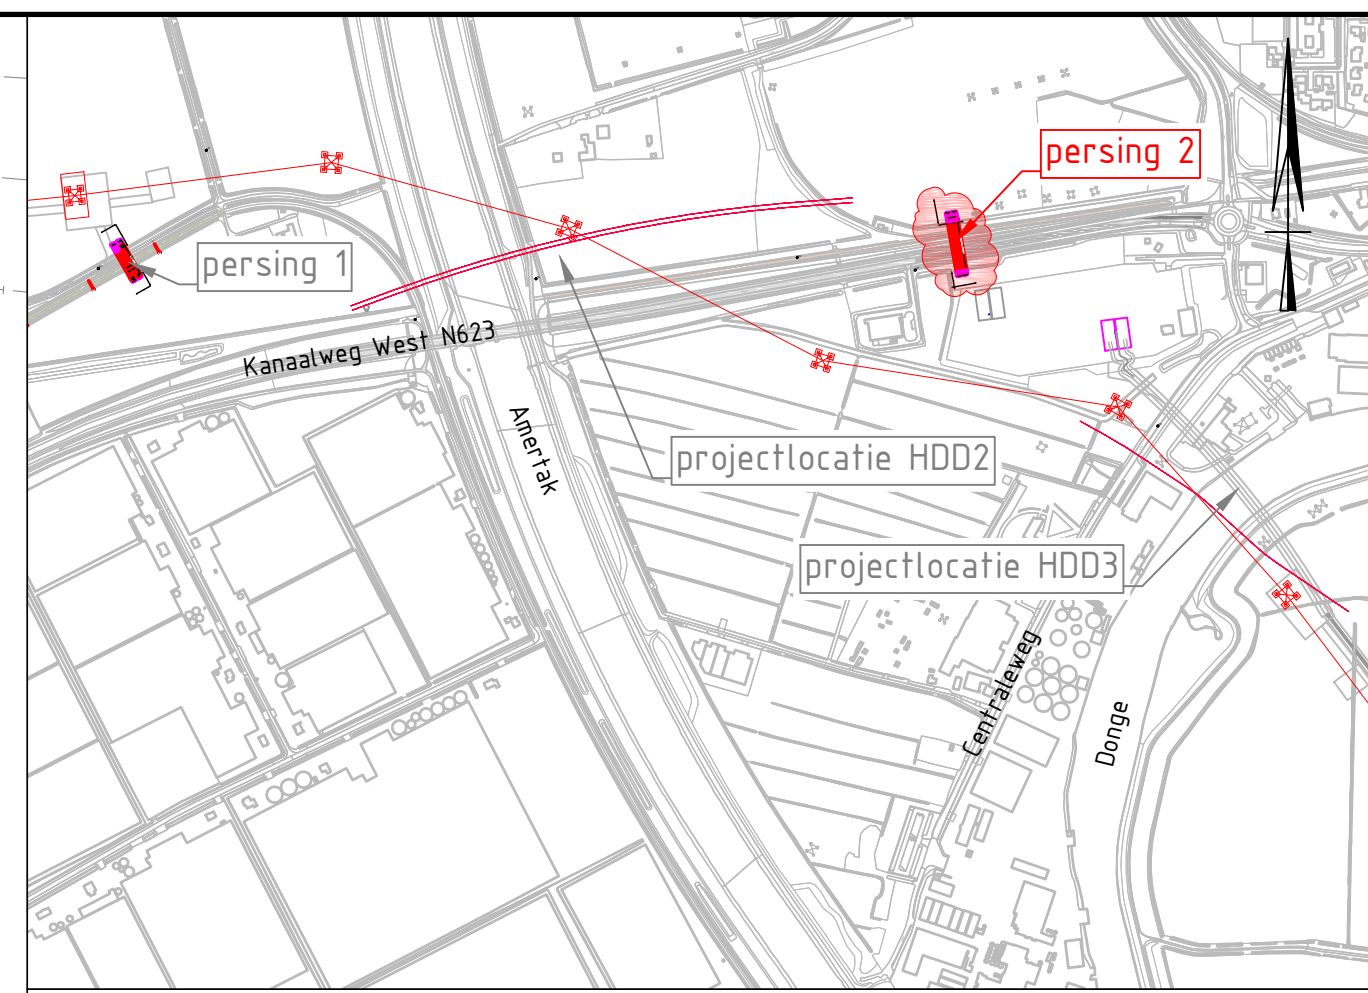 persing 2
persing 1
Kanaalweg West N623
Amertak
projectlocatie HDD2
projectlocatie HDD3
Centraleweg
Donge